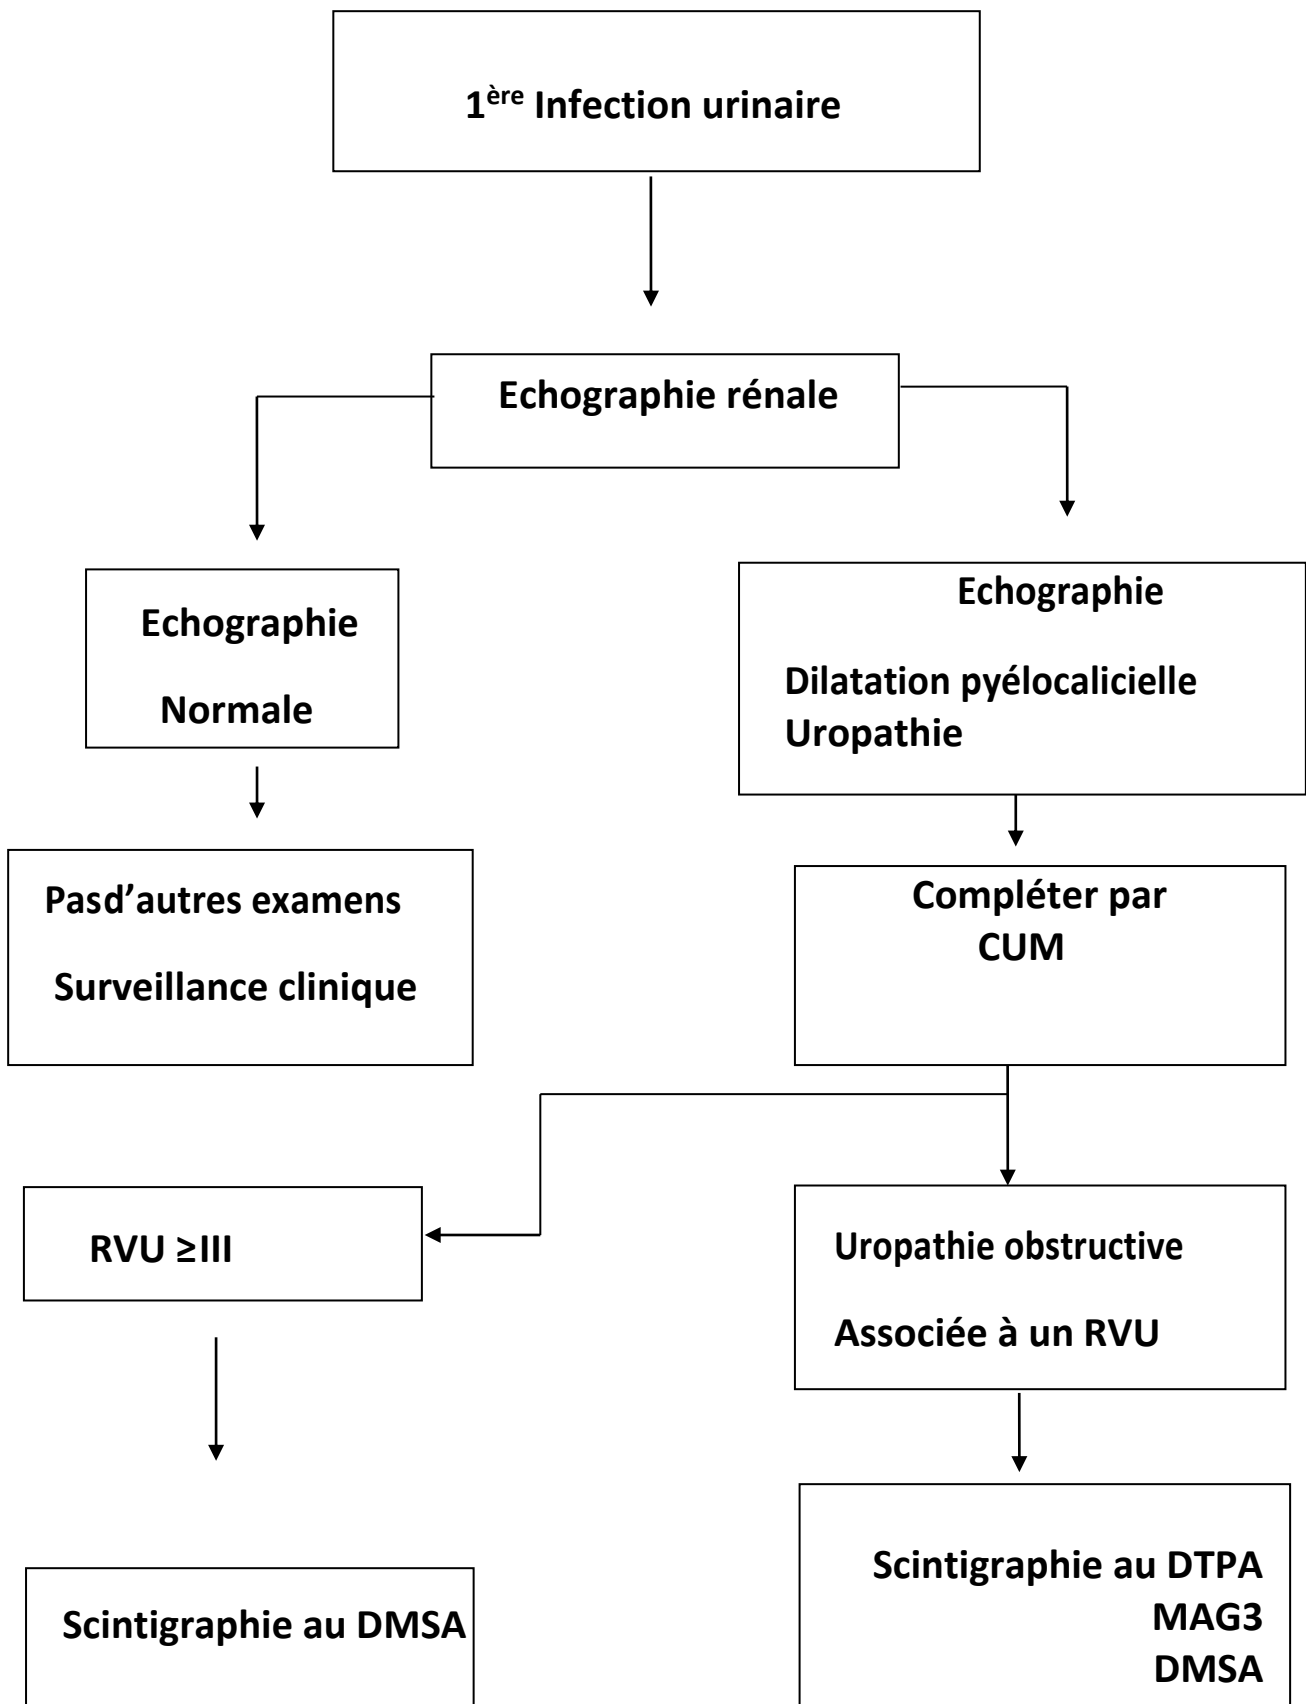 1ère Infection urinaire
Echographie rénale
Echographie
Normale
Echographie
Dilatation pyélocalicielle
Uropathie
Pasd’autres examens
Surveillance clinique
Compléter par
CUM
RVU ≥III
Uropathie obstructive
Associée à un RVU
Scintigraphie au DMSA
Scintigraphie au DTPA
MAG3
DMSA